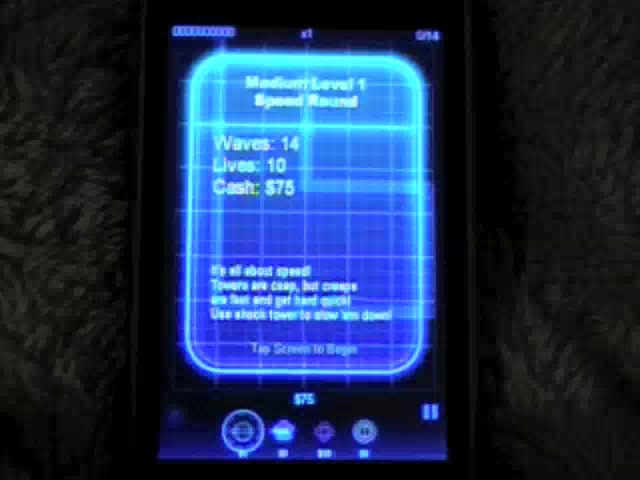 x1
0/14
Medium Level 1
Speed Round
Waves: 14
Lives: 10
Cash: $75
It's all about speed!
Towers are cheap, but creeps
are fast and get hard quick!
Use shock tower to slow 'em down!
Tap Screen to Begin
$75